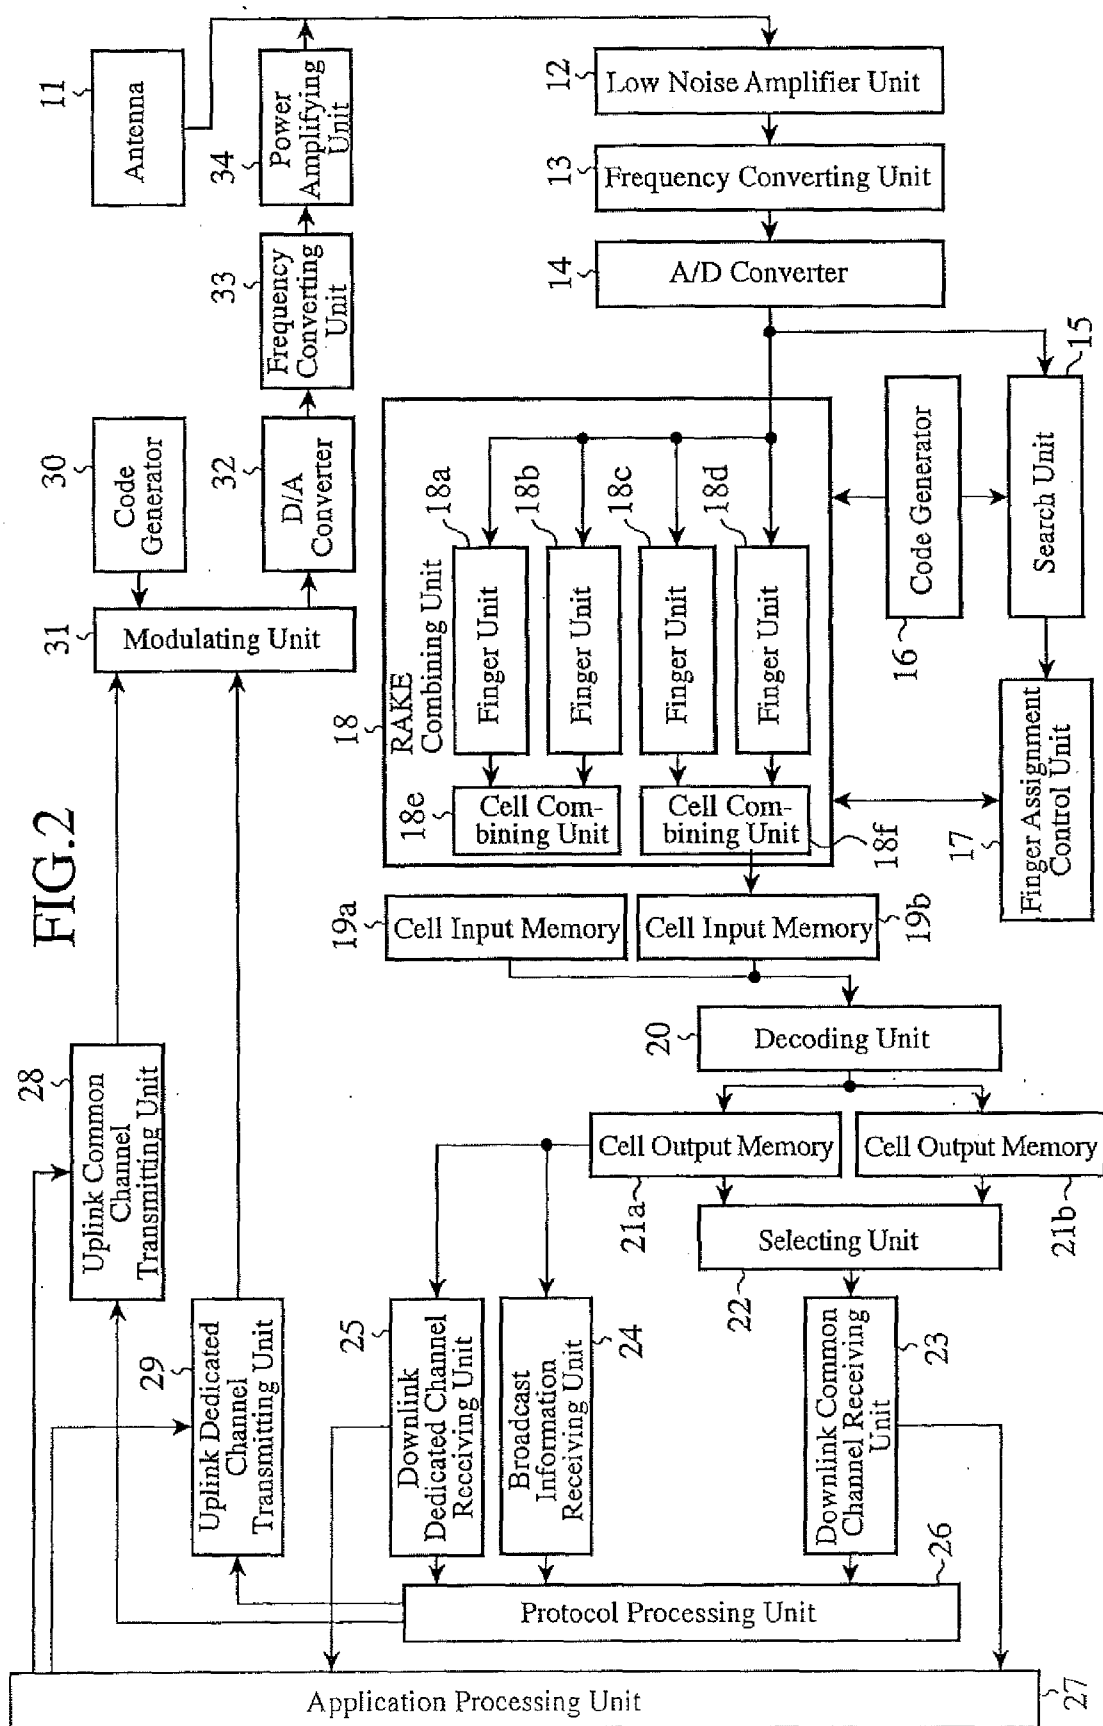 FIG.2
11
Antenna
34
Power
Amplifying
Unit
33
Frequency
Converting
Unit
32
D/A
Converter
30
Code
Generator
31
Modulating Unit
28
Uplink Common
Channel
Transmitting Unit
29
Uplink Dedicated
Channel
Transmitting Unit
12
Low Noise Amplifier Unit
13
Frequency Converting Unit
14
A/D Converter
15
Search Unit
16
Code Generator
17
Finger Assignment
Control Unit
18
RAKE
Combining Unit
18a
Finger Unit
18b
Finger Unit
18c
Finger Unit
18d
Finger Unit
18e
Cell Com-
bining Unit
18f
Cell Com-
bining Unit
19a
Cell Input Memory
19b
Cell Input Memory
20
Decoding Unit
21a
Cell Output Memory
21b
Cell Output Memory
22
Selecting Unit
25
Downlink
Dedicated Channel
Receiving Unit
24
Broadcast
Information
Receiving Unit
23
Downlink Common
Channel Receiving
Unit
26
Protocol Processing Unit
27
Application Processing Unit